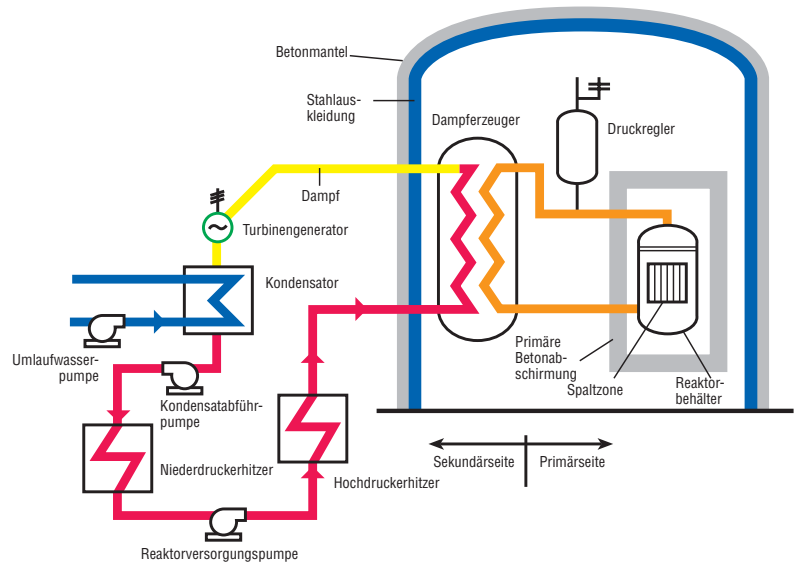 Betonmantel
Stahlaus-
kleidung
Dampferzeuger
Druckregler
Dampf
Turbinengenerator
Kondensator
Umlaufwasser-
pumpe
Kondensatabführ-
pumpe
Primäre
Betonab-
schirmung
Spaltzone
Reaktor-
behälter
Niederdruckerhitzer
Hochdruckerhitzer
Sekundärseite
Primärseite
Reaktorversorgungspumpe